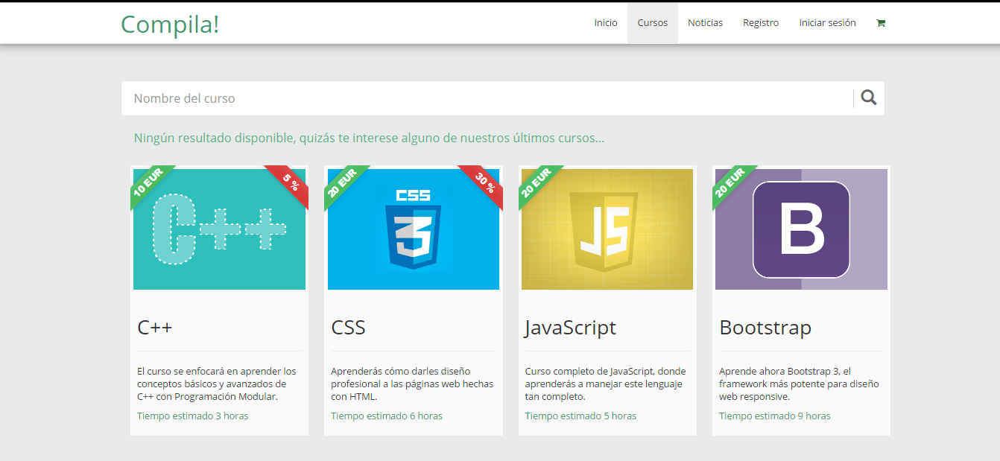 Compila!
Inicio
Cursos
Noticias
Registro
Iniciar sesión
Nombre del curso
Ningún resultado disponible, quizás te interese alguno de nuestros últimos cursos...
10 EUR
5 %
C++
C++
El curso se enfocará en aprender los
conceptos básicos y avanzados de
C++ con Programación Modular.
Tiempo estimado 3 horas
20 EUR
30 %
CSS
3
CSS
Aprenderás cómo darles diseño
profesional a las páginas web hechas
con HTML.
Tiempo estimado 6 horas
20 EUR
JS
JavaScript
Curso completo de JavaScript, donde
aprenderás a manejar este lenguaje
tan completo.
Tiempo estimado 5 horas
20 EUR
B
Bootstrap
Aprende ahora Bootstrap 3, el
framework más potente para diseño
web responsive.
Tiempo estimado 9 horas